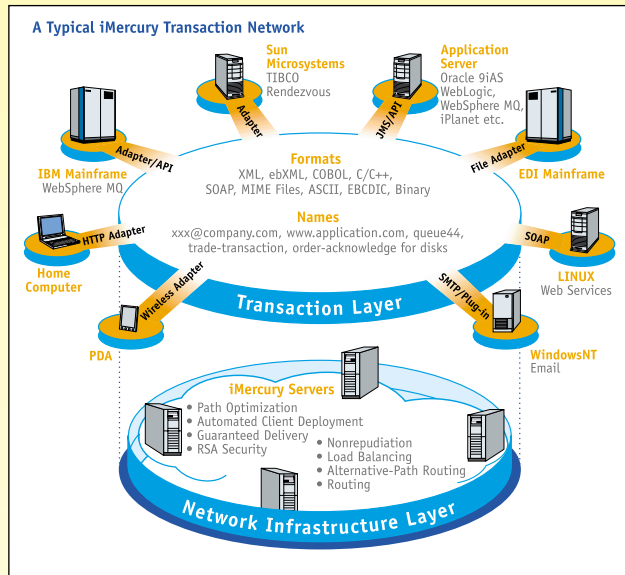 A Typical iMercury Transaction Network
Sun
Microsystems
TIBCO
Rendezvous
Adapter
Application
Server
Oracle 9iAS
WebLogic,
WebSphere MQ,
iPlanet etc.
JMS/API
IBM Mainframe
WebSphere MQ
Adapter/API
EDI Mainframe
File Adapter
Formats
XML, ebXML, COBOL, C/C++,
SOAP, MIME Files, ASCII, EBCDIC, Binary
Names
xxx@company.com, www.application.com, queue44,
trade-transaction, order-acknowledge for disks
HTTP Adapter
Home
Computer
SOAP
LINUX
Web Services
Wireless Adapter
PDA
SMTP/Plug-in
WindowsNT
Email
Transaction Layer
iMercury Servers
• Path Optimization
• Automated Client Deployment
• Guaranteed Delivery
• RSA Security
• Nonrepudiation
• Load Balancing
• Alternative-Path Routing
• Routing
Network Infrastructure Layer